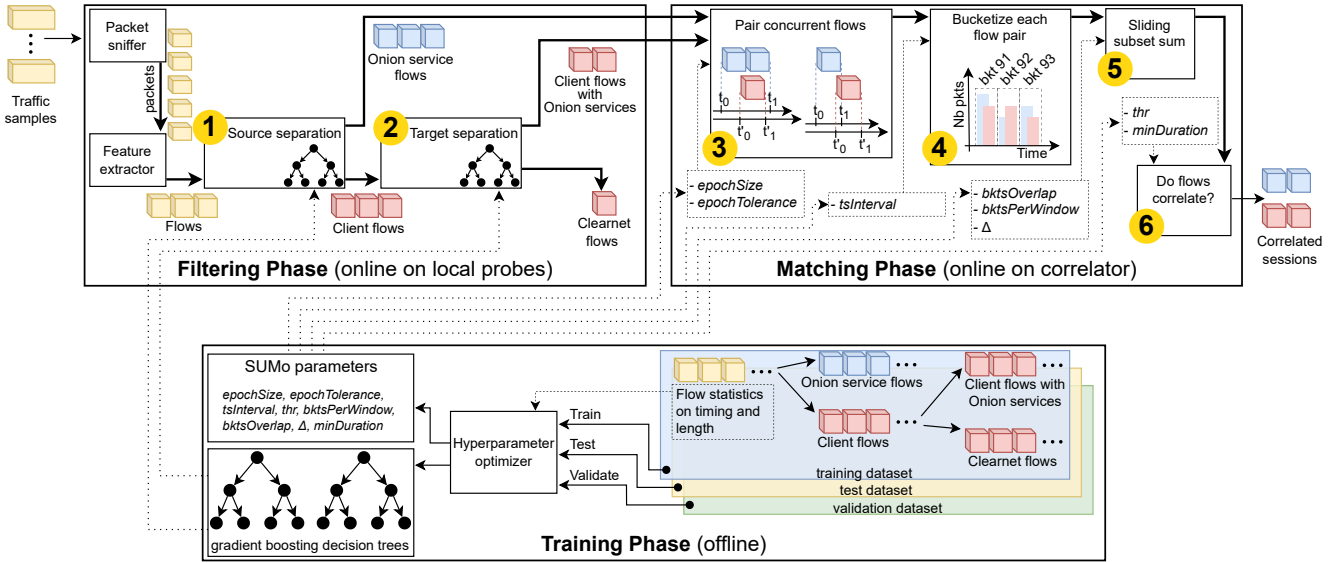 Traffic
samples
Packet
sniffer
packets
Feature
extractor
Flows
1
Source separation
Onion service
flows
Client flows
2
Target separation
Client flows
with
Onion services
Clearnet
flows
Filtering Phase (online on local probes)
Pair concurrent flows
t0 t1
t'0 t'1
t0 t1
t'0 t'1
3
- epochSize
- epochTolerance
- tsInterval
Bucketize each
flow pair
bkt 91 bkt 92 bkt 93
Nb pkts
Time
4
- bktsOverlap
- bktsPerWindow
- Δ
Sliding
subset sum
5
- thr
- minDuration
Do flows
correlate?
6
Correlated
sessions
Matching Phase (online on correlator)
SUMo parameters
epochSize, epochTolerance,
tsInterval, thr, bktsPerWindow,
bktsOverlap, Δ, minDuration
gradient boosting decision trees
Hyperparameter
optimizer
Train
Test
Validate
Flow statistics
on timing and
length
Onion service flows
Client flows
Client flows with
Onion services
Clearnet flows
training dataset
test dataset
validation dataset
Training Phase (offline)